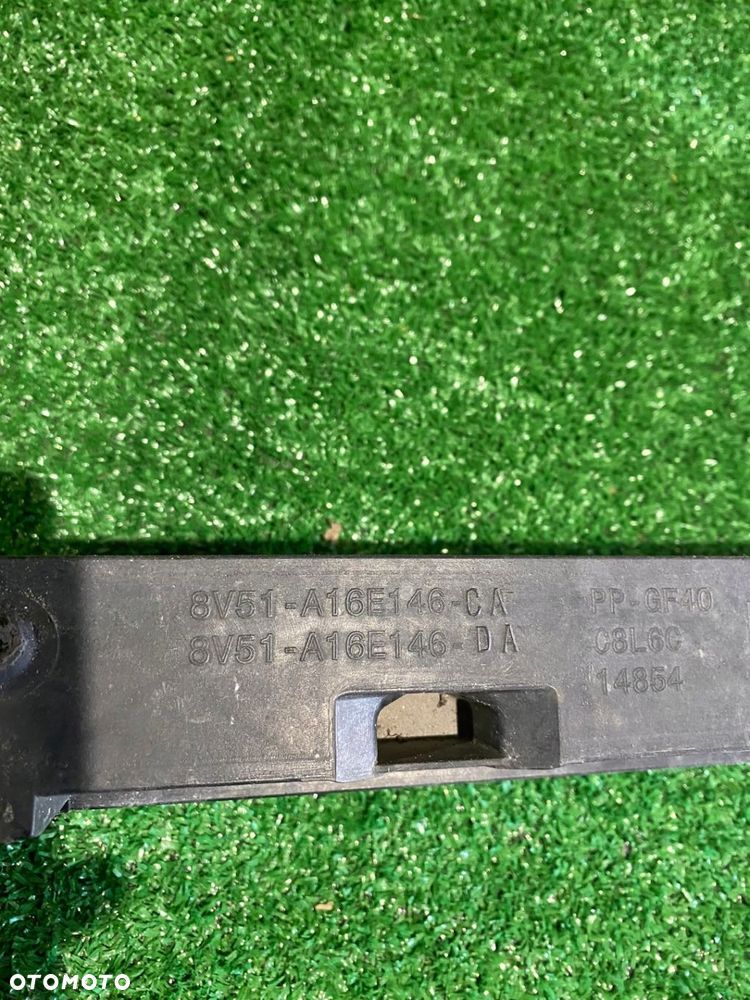 8V51-A16E146-CA PP-GF40
8V51-A16E146-DA C8L6C
14854
OTOMOTO